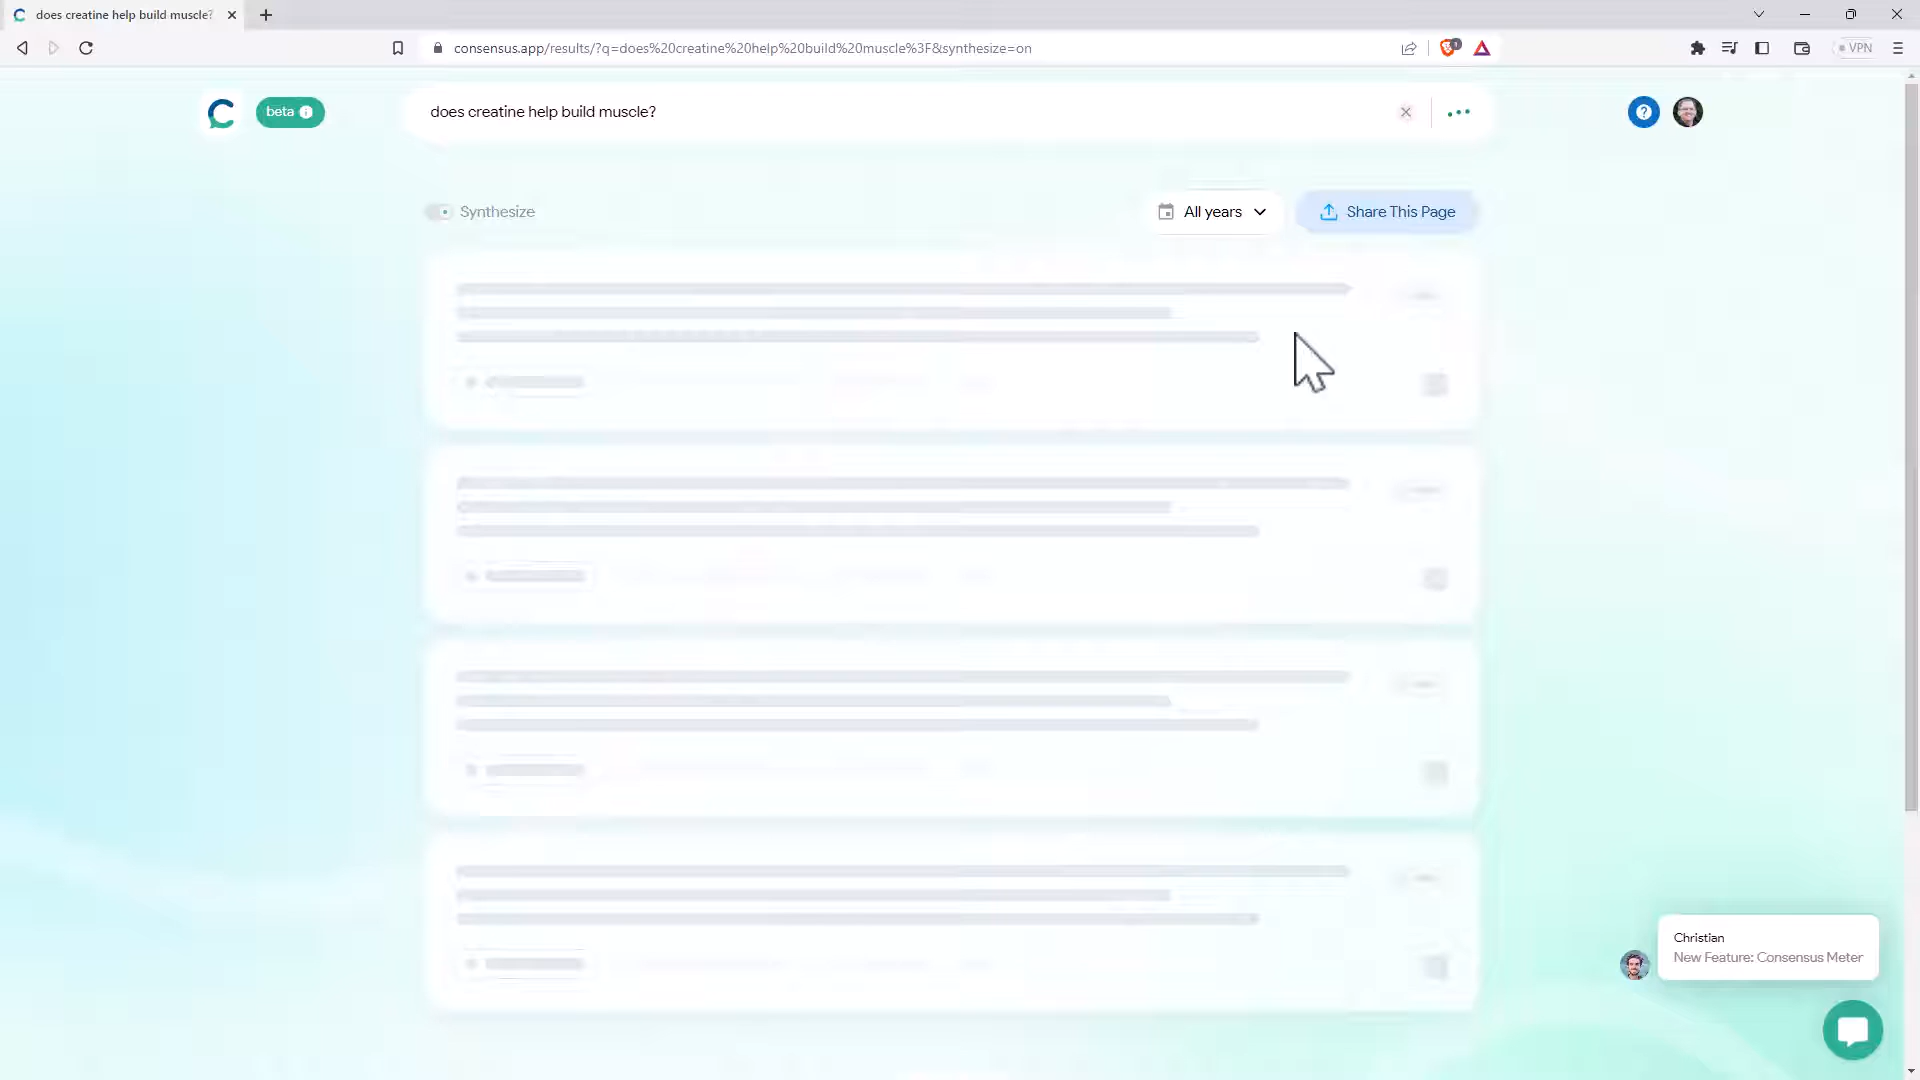 does creatine help build muscle?
consensus.app/results/?q=does%20creatine%20help%20build%20muscle%3F&synthesize=on
1
VPN
beta
does creatine help build muscle?
?
Synthesize
All years
Share This Page
Christian
New Feature: Consensus Meter